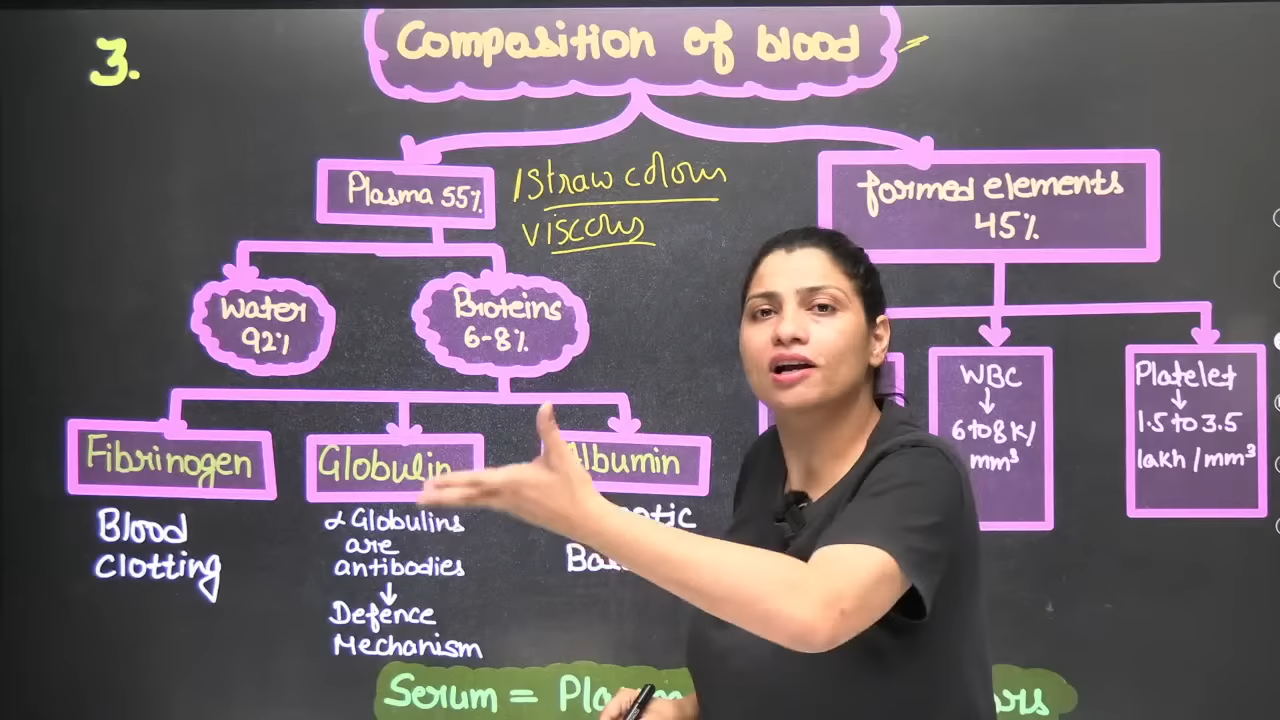 3.
Composition of blood
Plasma 55%
straw colour
viscous
formed elements
45%
Water
92%
Proteins
6-8%
WBC
↓
6 to 8 K/
mm³
Platelet
↓
1.5 to 3.5
lakh/mm³
Fibrinogen
Blood
Clotting
Globulin
Globulins
are
antibodies
↓
Defence
Mechanism
Albumin
Serum =